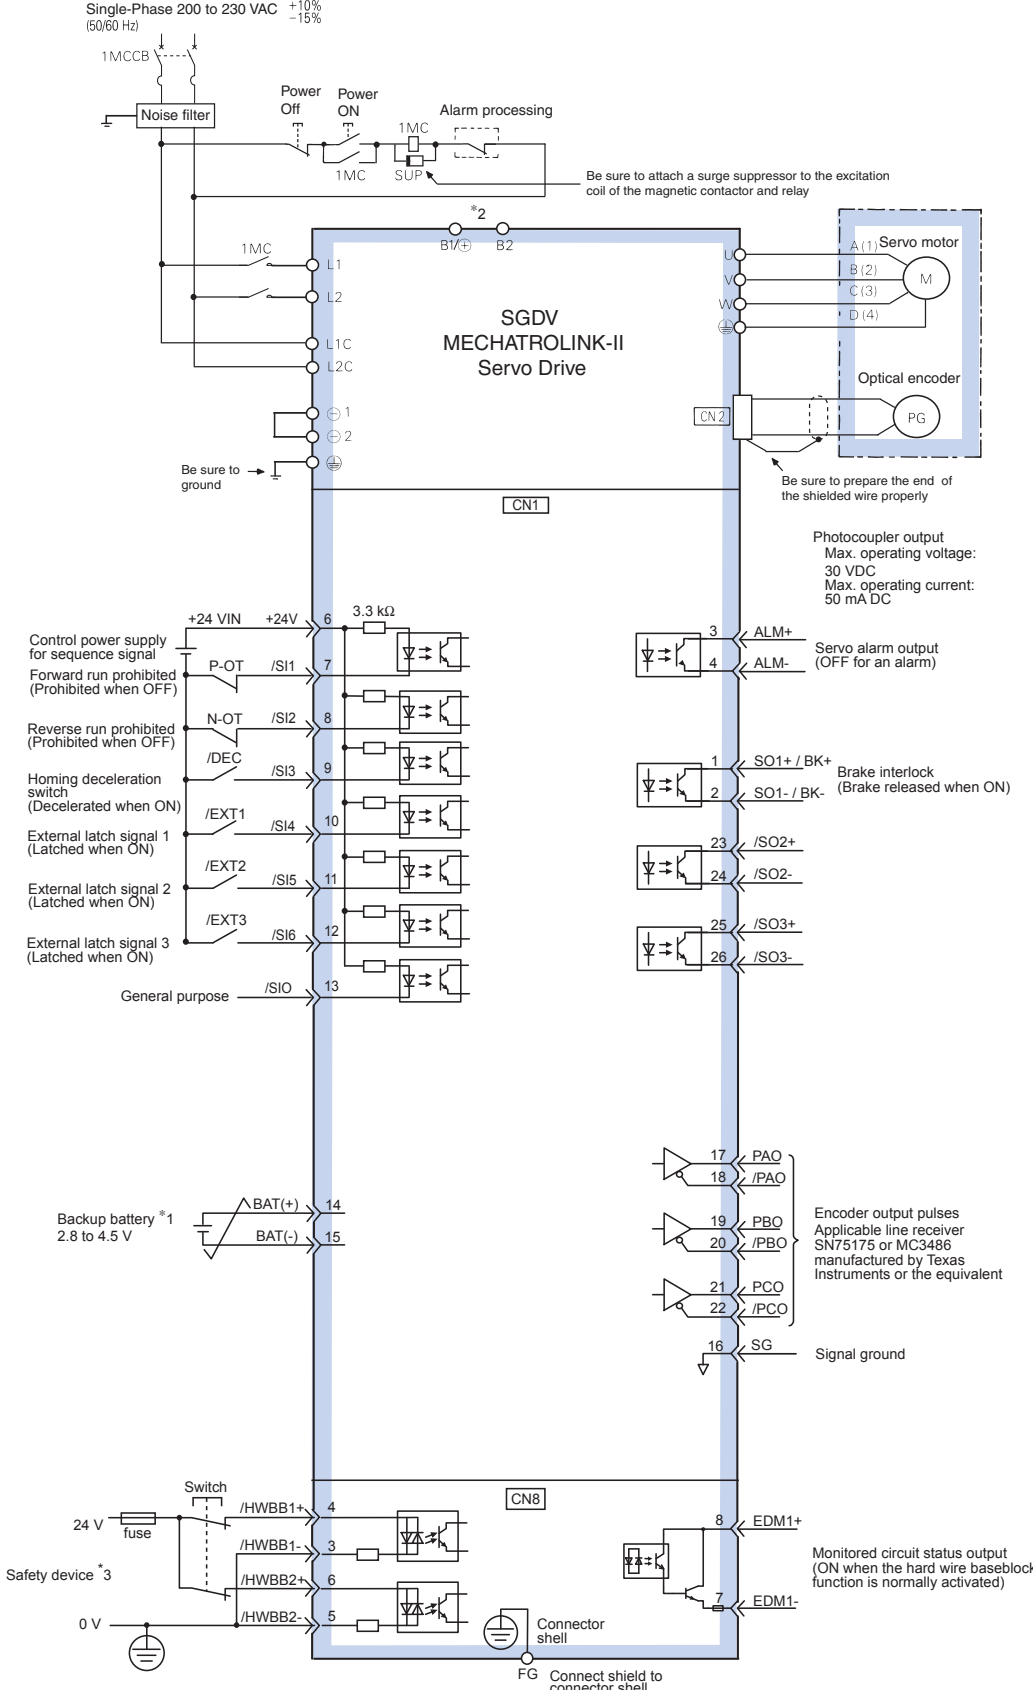 Single-Phase 200 to 230 VAC +10% −15%
(50/60 Hz)
1MCCB
Noise filter
Power Off
Power ON
Alarm processing
1MC
1MC
SUP
Be sure to attach a surge suppressor to the excitation
coil of the magnetic contactor and relay
*2
B1/⊕
B2
1MC
L1
L2
L1C
L2C
⊖ 1
⊖ 2
Be sure to
ground
SGDV
MECHATROLINK-II
Servo Drive
U
V
W
A (1)
B (2)
C (3)
D (4)
Servo motor
M
Optical encoder
PG
CN2
Be sure to prepare the end of
the shielded wire properly
CN1
Photocoupler output
Max. operating voltage:
30 VDC
Max. operating current:
50 mA DC
+24 VIN
+24V
6
3.3 kΩ
Control power supply
for sequence signal
Forward run prohibited
(Prohibited when OFF)
P-OT
/SI1
7
Reverse run prohibited
(Prohibited when OFF)
N-OT
/SI2
8
Homing deceleration
switch
(Decelerated when ON)
/DEC
/SI3
9
External latch signal 1
(Latched when ON)
/EXT1
/SI4
10
External latch signal 2
(Latched when ON)
/EXT2
/SI5
11
External latch signal 3
(Latched when ON)
/EXT3
/SI6
12
General purpose
/SIO
13
3
ALM+
4
ALM-
Servo alarm output
(OFF for an alarm)
1
SO1+ / BK+
2
SO1- / BK-
Brake interlock
(Brake released when ON)
23
/SO2+
24
/SO2-
25
/SO3+
26
/SO3-
17
PAO
18
/PAO
19
PBO
20
/PBO
21
PCO
22
/PCO
Encoder output pulses
Applicable line receiver
SN75175 or MC3486
manufactured by Texas
Instruments or the equivalent
16
SG
Signal ground
Backup battery *1
2.8 to 4.5 V
BAT(+)
14
BAT(-)
15
CN8
Switch
24 V
fuse
/HWBB1+
4
/HWBB1-
3
Safety device *3
/HWBB2+
6
/HWBB2-
5
0 V
8
EDM1+
7
EDM1-
Monitored circuit status output
(ON when the hard wire baseblock
function is normally activated)
Connector
shell
FG
Connect shield to
connector shell